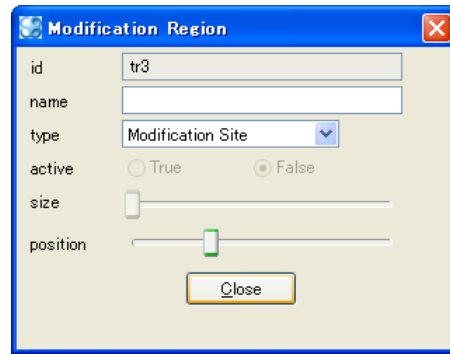 Modification Region
id tr3
name
type Modification Site
active True False
size
position
Close